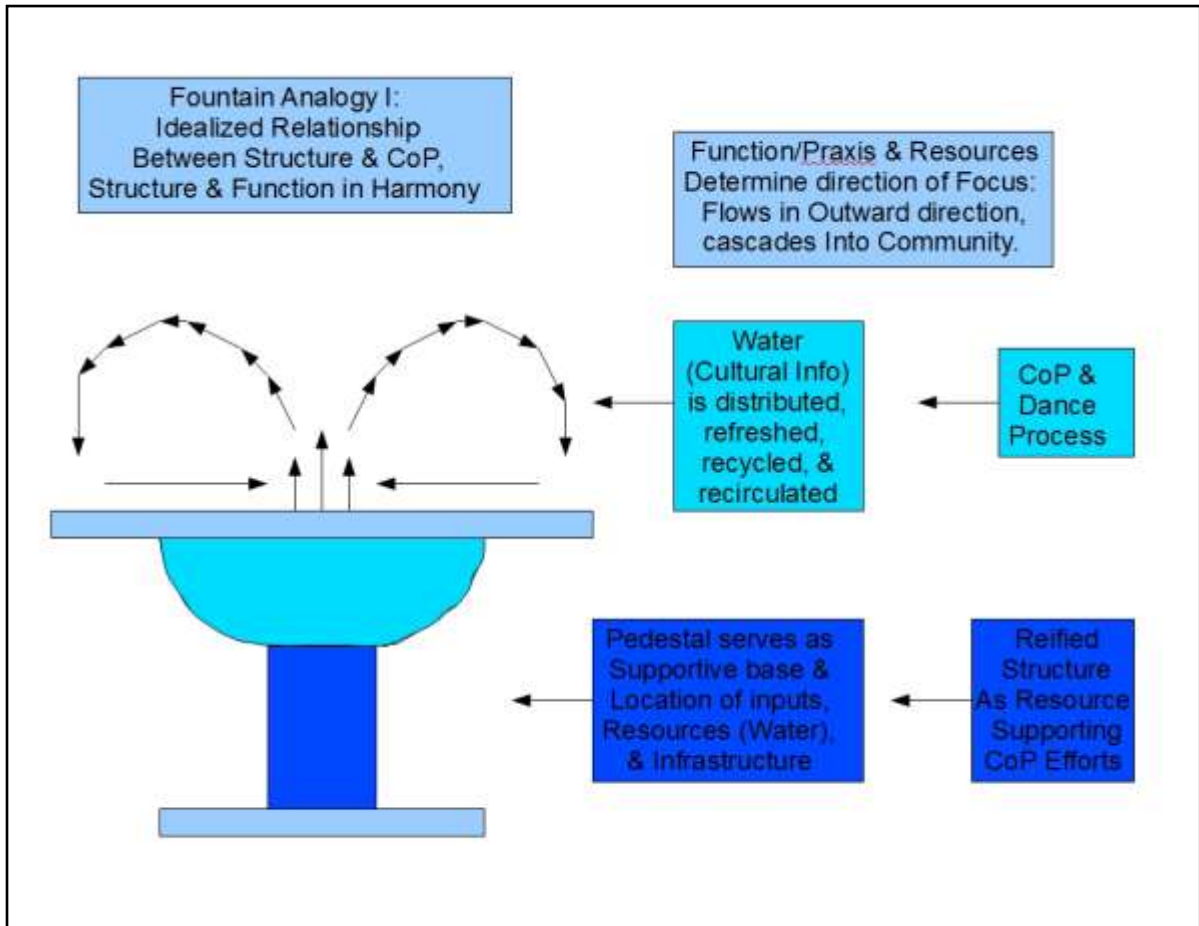 Fountain Analogy I:
Idealized Relationship
Between Structure & CoP,
Structure & Function in Harmony
Function/Praxis & Resources
Determine direction of Focus:
Flows in Outward direction,
cascades Into Community.
Water
(Cultural Info)
is distributed,
refreshed,
recycled, &
recirculated
CoP &
Dance
Process
Pedestal serves as
Supportive base &
Location of inputs,
Resources (Water),
& Infrastructure
Reified
Structure
As Resource
Supporting
CoP Efforts